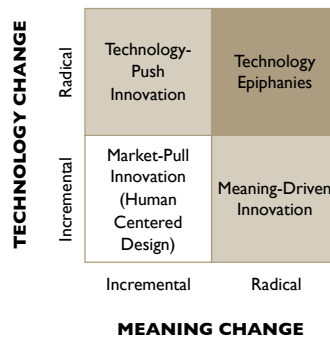 TECHNOLOGY CHANGE
Radical
Technology-
Push
Innovation
Technology
Epiphanies
Incremental
Market-Pull
Innovation
(Human
Centered
Design)
Meaning-Driven
Innovation
Incremental
Radical
MEANING CHANGE